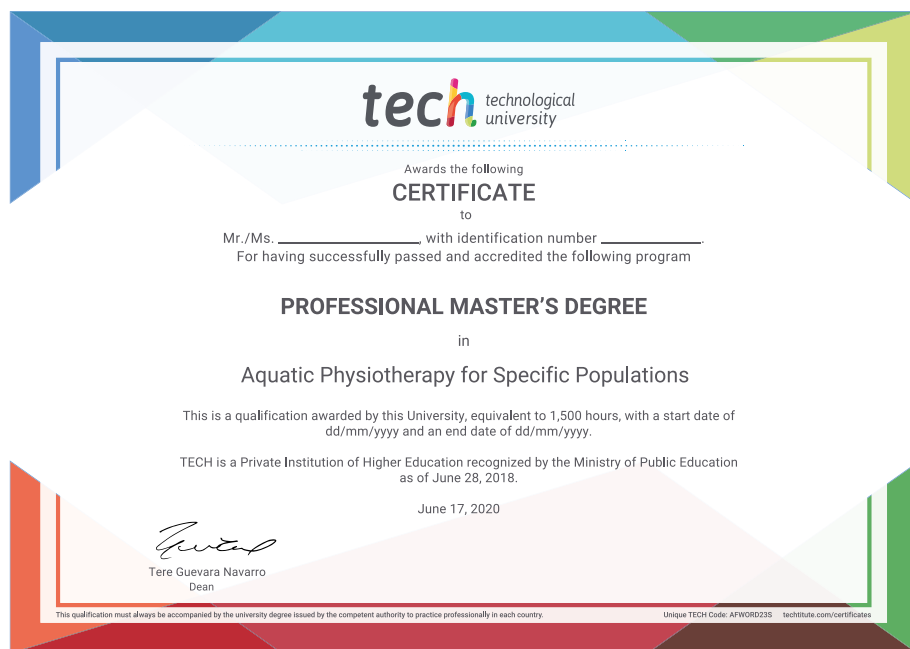 tech technological
university
Awards the following
CERTIFICATE
to
Mr./Ms. ____________________, with identification number ______________.
For having successfully passed and accredited the following program
PROFESSIONAL MASTER'S DEGREE
in
Aquatic Physiotherapy for Specific Populations
This is a qualification awarded by this University, equivalent to 1,500 hours, with a start date of
dd/mm/yyyy and an end date of dd/mm/yyyy.
TECH is a Private Institution of Higher Education recognized by the Ministry of Public Education
as of June 28, 2018.
June 17, 2020
Tere Guevara Navarro
Dean
This qualification must always be accompanied by the university degree issued by the competent authority to practice professionally in each country. Unique TECH Code: AFWORD23S techtitute.com/certificates